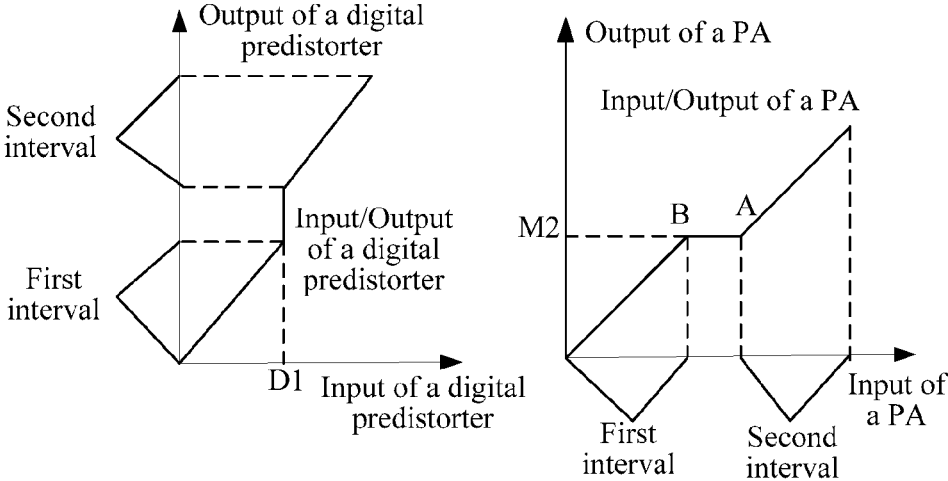 Output of a digital
predistorter
Second
interval
Input/Output
of a digital
predistorter
First
interval
D1
Input of a digital
predistorter
Output of a PA
Input/Output of a PA
B
A
M2
Input of
a PA
First
interval
Second
interval